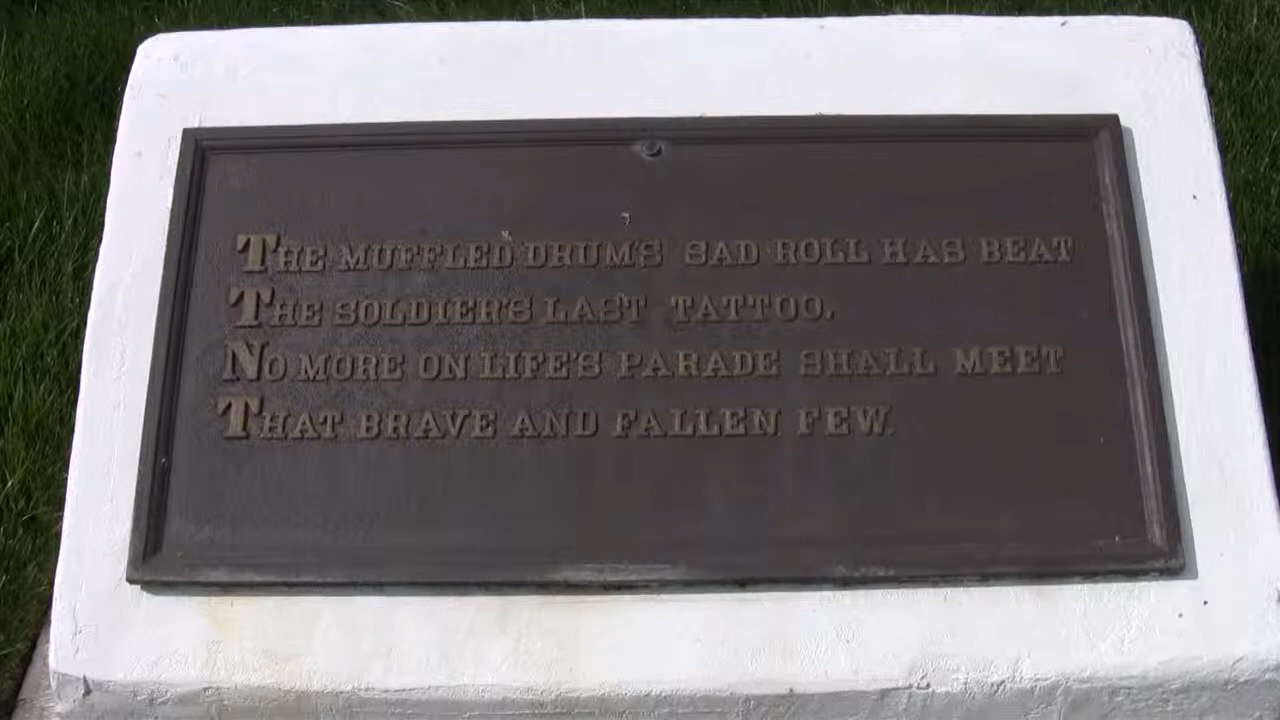 THE MUFFLED DRUM'S SAD ROLL HAS BEAT
THE SOLDIER'S LAST TATTOO.
NO MORE ON LIFE'S PARADE SHALL MEET
THAT BRAVE AND FALLEN FEW.